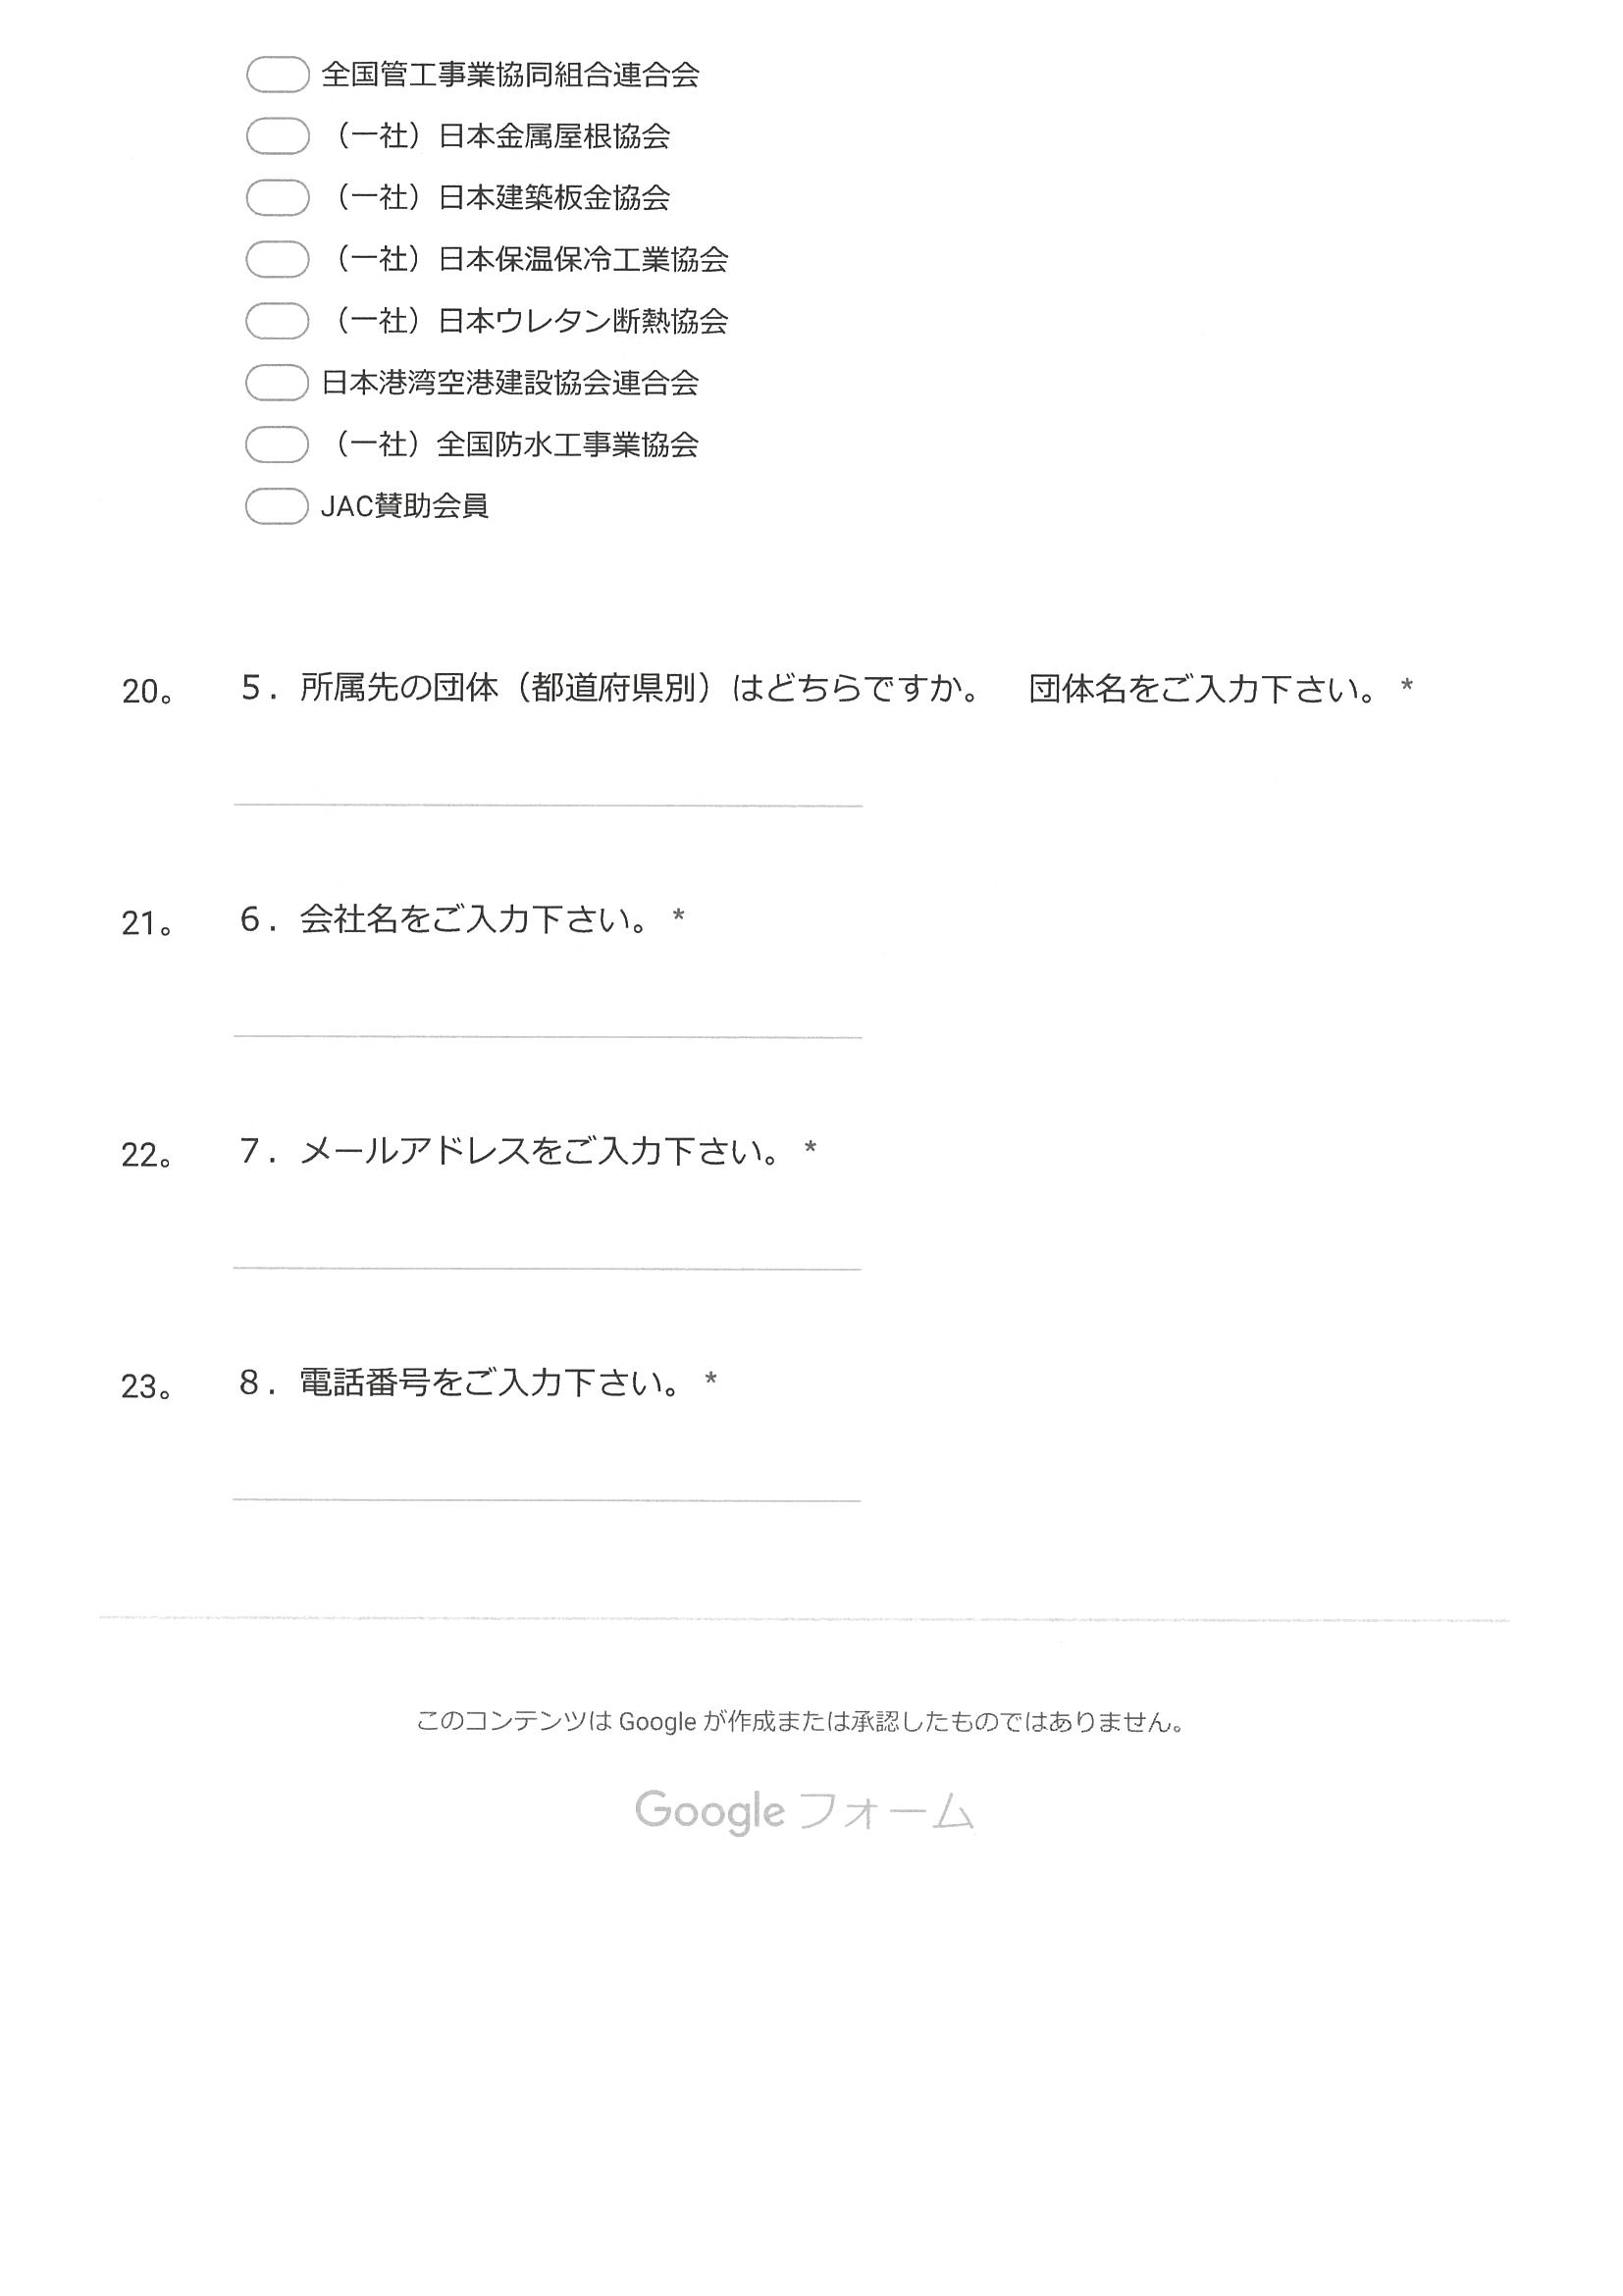 全国管工事業協同組合連合会
（一社）日本金属屋根協会
（一社）日本建築板金協会
（一社）日本保温保冷工業協会
（一社）日本ウレタン断熱協会
日本港湾空港建設協会連合会
（一社）全国防水工事業協会
JAC賛助会員
20。 ５．所属先の団体（都道府県別）はどちらですか。　団体名をご入力下さい。 *
21。 ６．会社名をご入力下さい。 *
22。 ７．メールアドレスをご入力下さい。 *
23。 ８．電話番号をご入力下さい。 *
このコンテンツは Google が作成または承認したものではありません。
Google フォーム